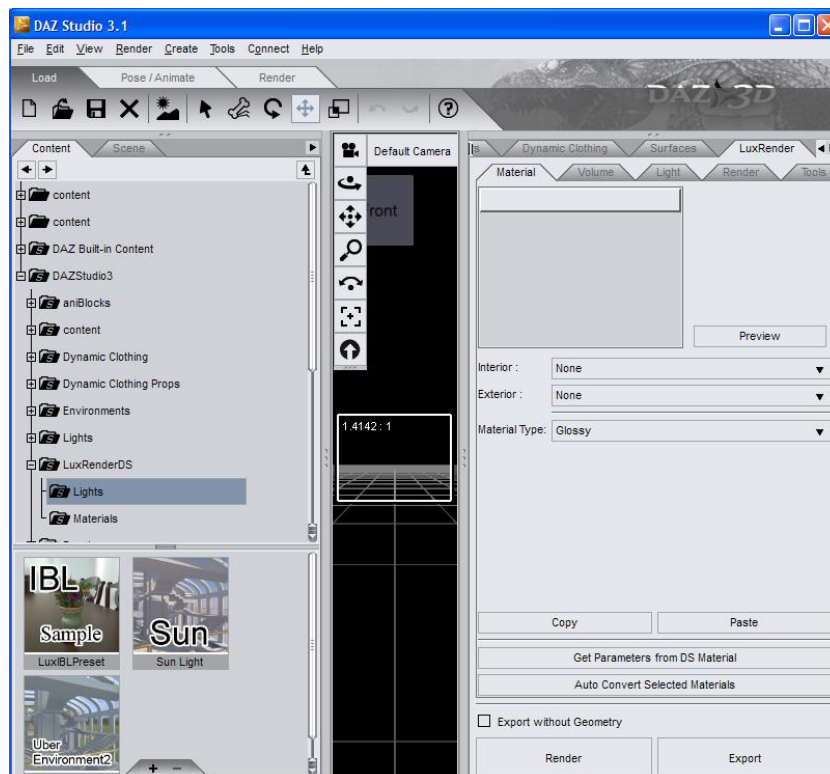 DAZ Studio 3.1
File Edit View Render Create Tools Connect Help
Load Pose / Animate Render
DAZ 3D
Content Scene
Default Camera
Dynamic Clothing Surfaces LuxRender
Material Volume Light Render Tools
content
content
DAZ Built-in Content
DAZStudio3
aniBlocks
content
Dynamic Clothing
Dynamic Clothing Props
Environments
Lights
LuxRenderDS
Lights
Materials
1.4142 : 1
Preview
Interior : None
Exterior : None
Material Type: Glossy
Copy Paste
Get Parameters from DS Material
Auto Convert Selected Materials
Export without Geometry
Render Export
IBL
Sample
LuxIBLPreset
Sun
Sun Light
Uber
Environment2